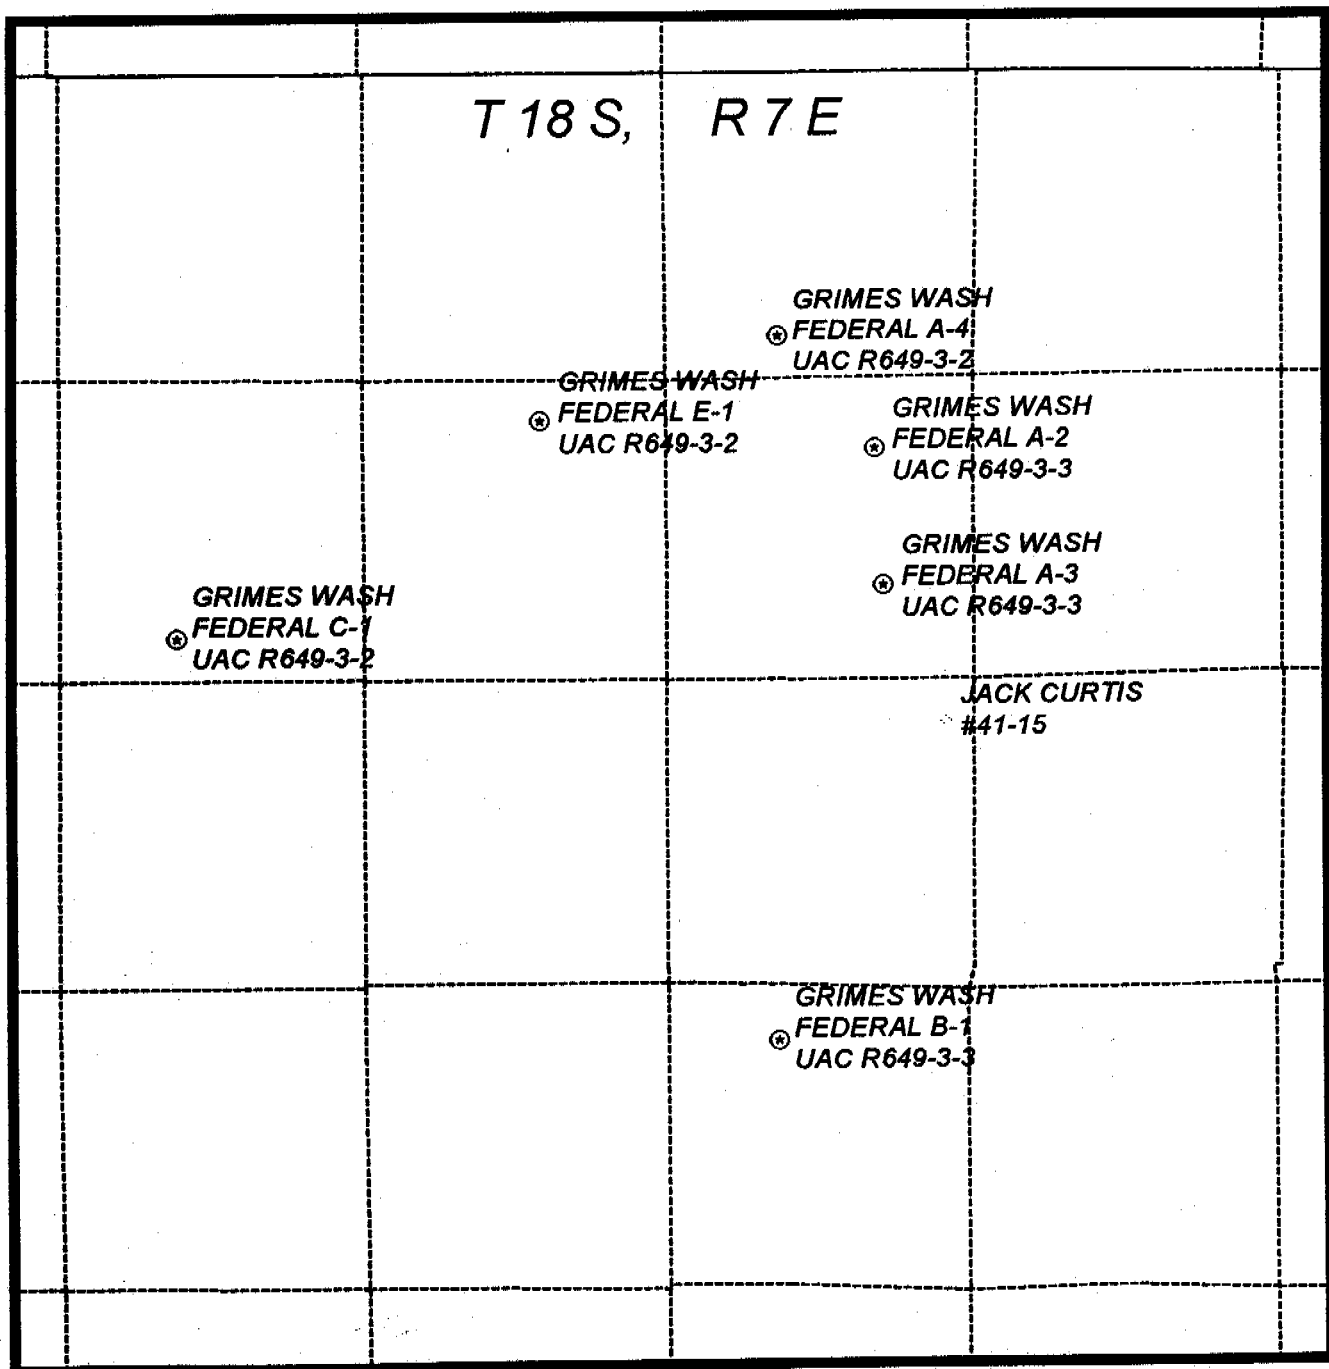 T 18 S, R 7 E
GRIMES WASH
FEDERAL A-4
UAC R649-3-2
GRIMES WASH
FEDERAL E-1
UAC R649-3-2
GRIMES WASH
FEDERAL A-2
UAC R649-3-3
GRIMES WASH
FEDERAL A-3
UAC R649-3-3
GRIMES WASH
FEDERAL C-1
UAC R649-3-2
JACK CURTIS
#41-15
GRIMES WASH
FEDERAL B-1
UAC R649-3-3